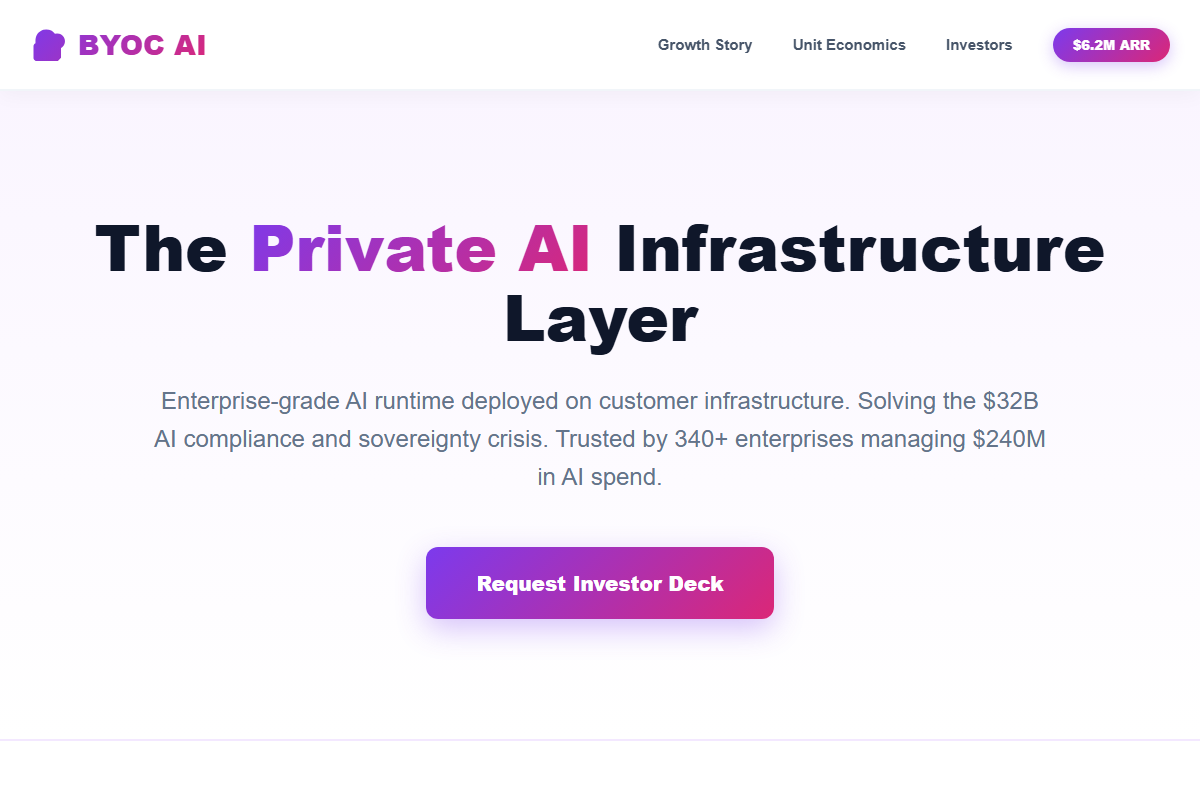 BYOC AI
Growth Story
Unit Economics
Investors
$6.2M ARR
The Private AI Infrastructure
Layer
Enterprise-grade AI runtime deployed on customer infrastructure. Solving the $32B
AI compliance and sovereignty crisis. Trusted by 340+ enterprises managing $240M
in AI spend.
Request Investor Deck